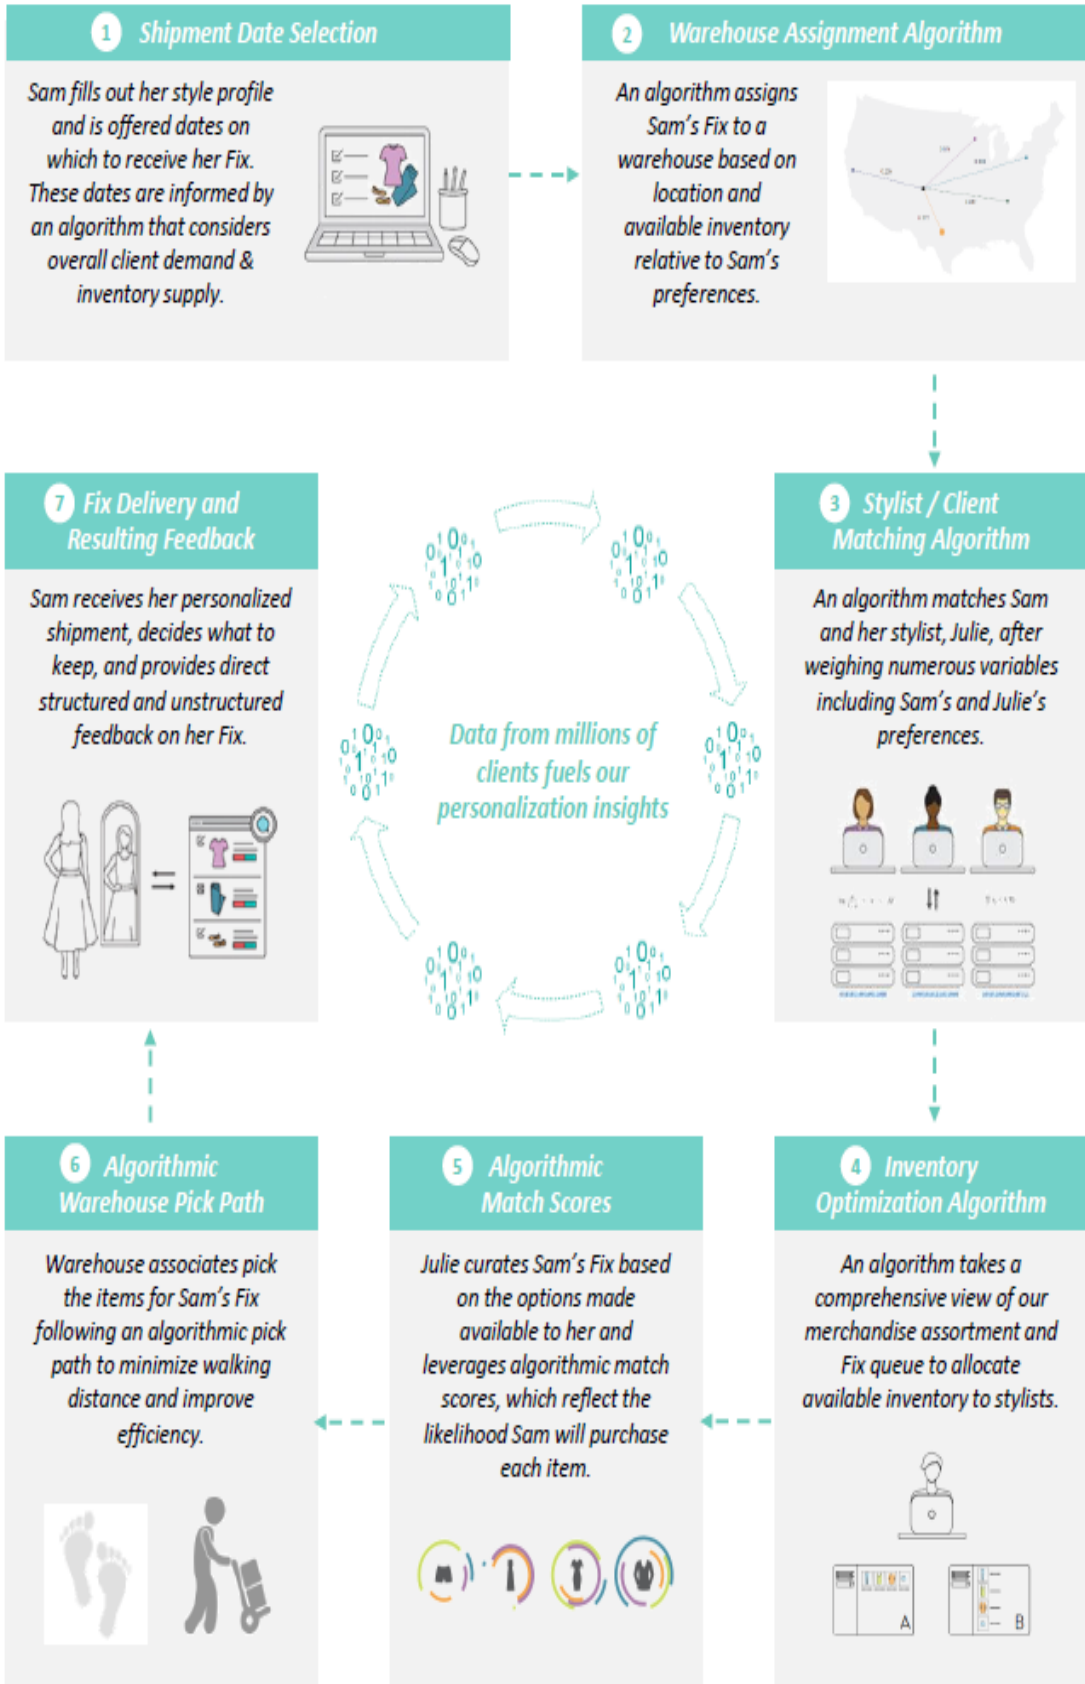 1 Shipment Date Selection
Sam fills out her style profile
and is offered dates on
which to receive her Fix.
These dates are informed by
an algorithm that considers
overall client demand &
inventory supply.
2 Warehouse Assignment Algorithm
An algorithm assigns
Sam's Fix to a
warehouse based on
location and
available inventory
relative to Sam's
preferences.
3 Stylist / Client
Matching Algorithm
An algorithm matches Sam
and her stylist, Julie, after
weighing numerous variables
including Sam's and Julie's
preferences.
4 Inventory
Optimization Algorithm
An algorithm takes a
comprehensive view of our
merchandise assortment and
Fix queue to allocate
available inventory to stylists.
A
B
5 Algorithmic
Match Scores
Julie curates Sam's Fix based
on the options made
available to her and
leverages algorithmic match
scores, which reflect the
likelihood Sam will purchase
each item.
6 Algorithmic
Warehouse Pick Path
Warehouse associates pick
the items for Sam's Fix
following an algorithmic pick
path to minimize walking
distance and improve
efficiency.
7 Fix Delivery and
Resulting Feedback
Sam receives her personalized
shipment, decides what to
keep, and provides direct
structured and unstructured
feedback on her Fix.
Data from millions of
clients fuels our
personalization insights